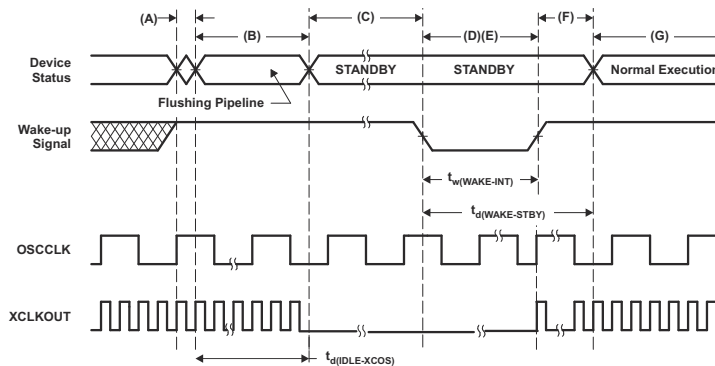 (A)
(B)
(C)
(D)(E)
(F)
(G)
Device
Status
STANDBY
STANDBY
Normal Execution
Flushing Pipeline
Wake-up
Signal
tw(WAKE-INT)
td(WAKE-STBY)
OSCCLK
XCLKOUT
td(IDLE-XCOS)